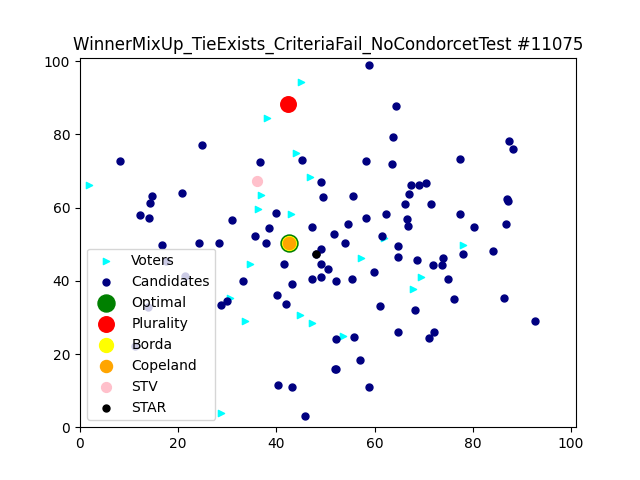 WinnerMixUp_TieExists_CriteriaFail_NoCondorcetTest #11075
100
80
60
40
20
0
Voters
Candidates
Optimal
Plurality
Borda
Copeland
STV
STAR
0
20
40
60
80
100